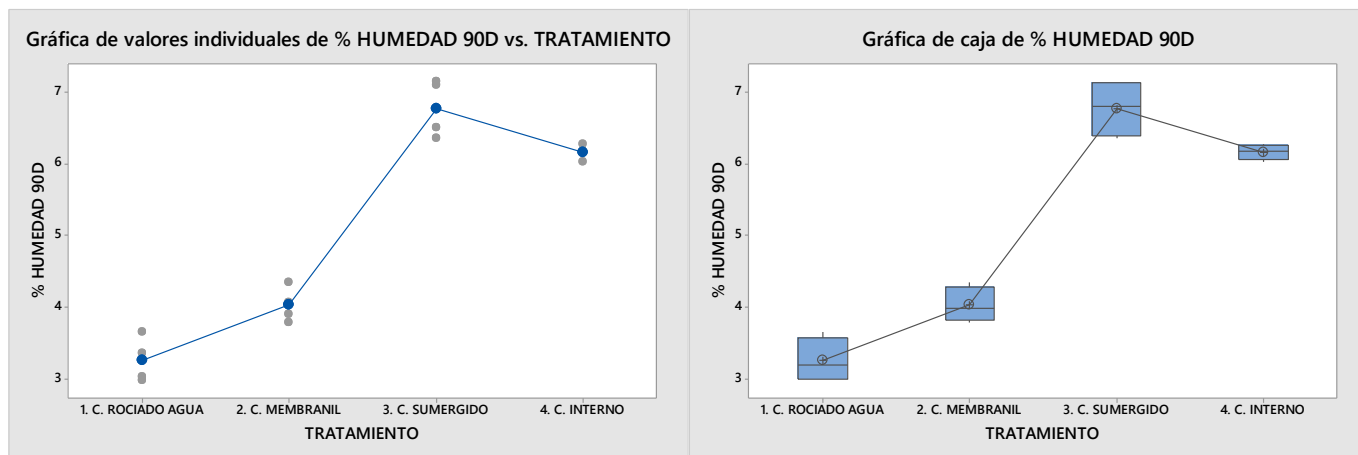 Gráfica de valores individuales de % HUMEDAD 90D vs. TRATAMIENTO
% HUMEDAD 90D
7
6
5
4
3
1. C. ROCIADO AGUA 2. C. MEMBRANIL 3. C. SUMERGIDO 4. C. INTERNO
TRATAMIENTO
Gráfica de caja de % HUMEDAD 90D
% HUMEDAD 90D
7
6
5
4
3
1. C. ROCIADO AGUA 2. C. MEMBRANIL 3. C. SUMERGIDO 4. C. INTERNO
TRATAMIENTO